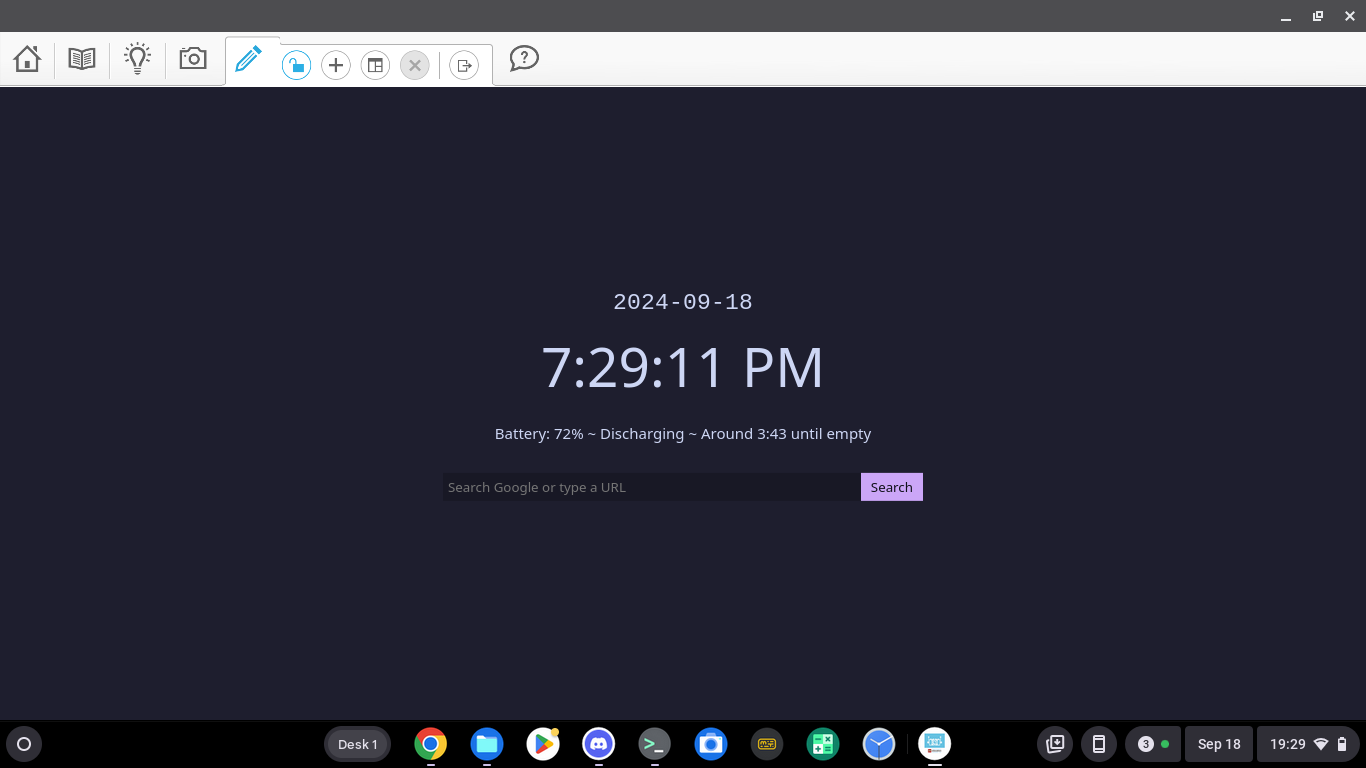 2024-09-18
7:29:11 PM
Battery: 72% ~ Discharging ~ Around 3:43 until empty
Search Google or type a URL
Search
Desk 1
>_
3
Sep 18
19:29